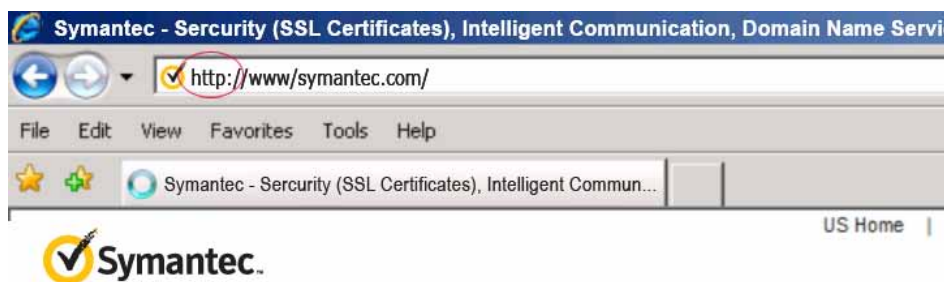 Symantec - Sercurity (SSL Certificates), Intelligent Communication, Domain Name Servi
http://www/symantec.com/
File Edit View Favorites Tools Help
Symantec - Sercurity (SSL Certificates), Intelligent Commun...
US Home |
Symantec.